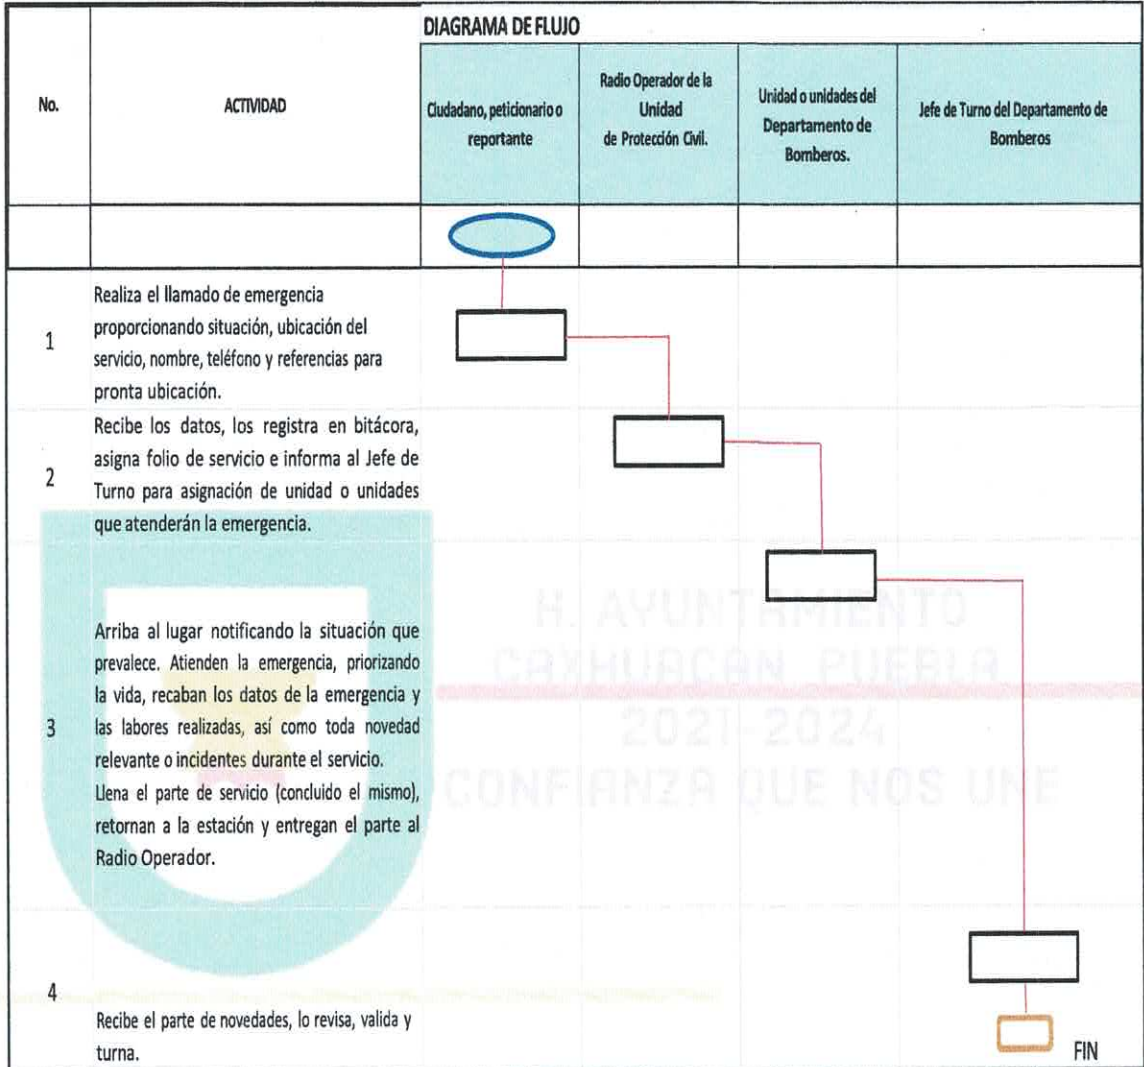 DIAGRAMA DE FLUJO
No.
ACTIVIDAD
Ciudadano, peticionario o
reportante
Radio Operador de la
Unidad
de Protección Civil.
Unidad o unidades del
Departamento de
Bomberos.
Jefe de Turno del Departamento de
Bomberos
1
Realiza el llamado de emergencia
proporcionando situación, ubicación del
servicio, nombre, teléfono y referencias para
pronta ubicación.
2
Recibe los datos, los registra en bitácora,
asigna folio de servicio e informa al Jefe de
Turno para asignación de unidad o unidades
que atenderán la emergencia.
3
Arriba al lugar notificando la situación que
prevalece. Atienden la emergencia, priorizando
la vida, recaban los datos de la emergencia y
las labores realizadas, así como toda novedad
relevante o incidentes durante el servicio.
Llena el parte de servicio (concluido el mismo),
retornan a la estación y entregan el parte al
Radio Operador.
H. AYUNTAMIENTO
CAXHUACAN PUEBLA
2021-2024
CONFIANZA QUE NOS UNE
4
Recibe el parte de novedades, lo revisa, valida y
turna.
FIN